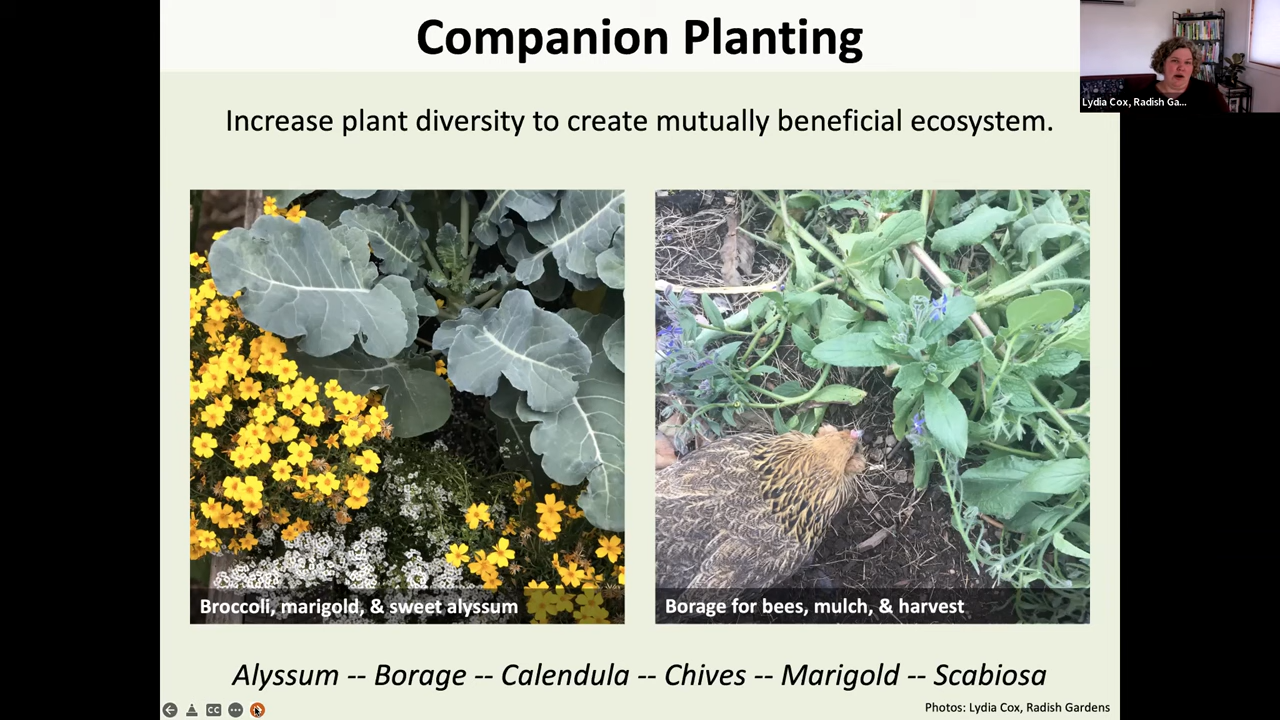 Companion Planting
Lydia Cox, Radish Ga...
Increase plant diversity to create mutually beneficial ecosystem.
Broccoli, marigold, & sweet alyssum
Borage for bees, mulch, & harvest
Alyssum -- Borage -- Calendula -- Chives -- Marigold -- Scabiosa
Photos: Lydia Cox, Radish Gardens
CC